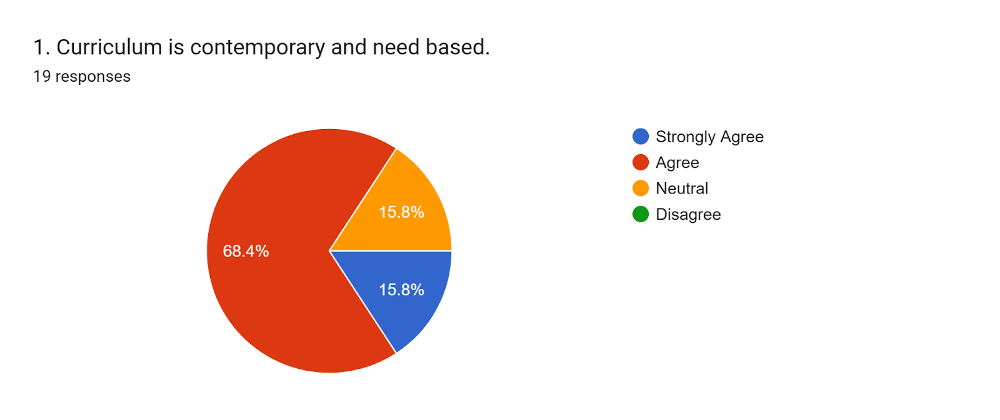 1. Curriculum is contemporary and need based.
19 responses
Strongly Agree
Agree
Neutral
Disagree
15.8%
68.4%
15.8%